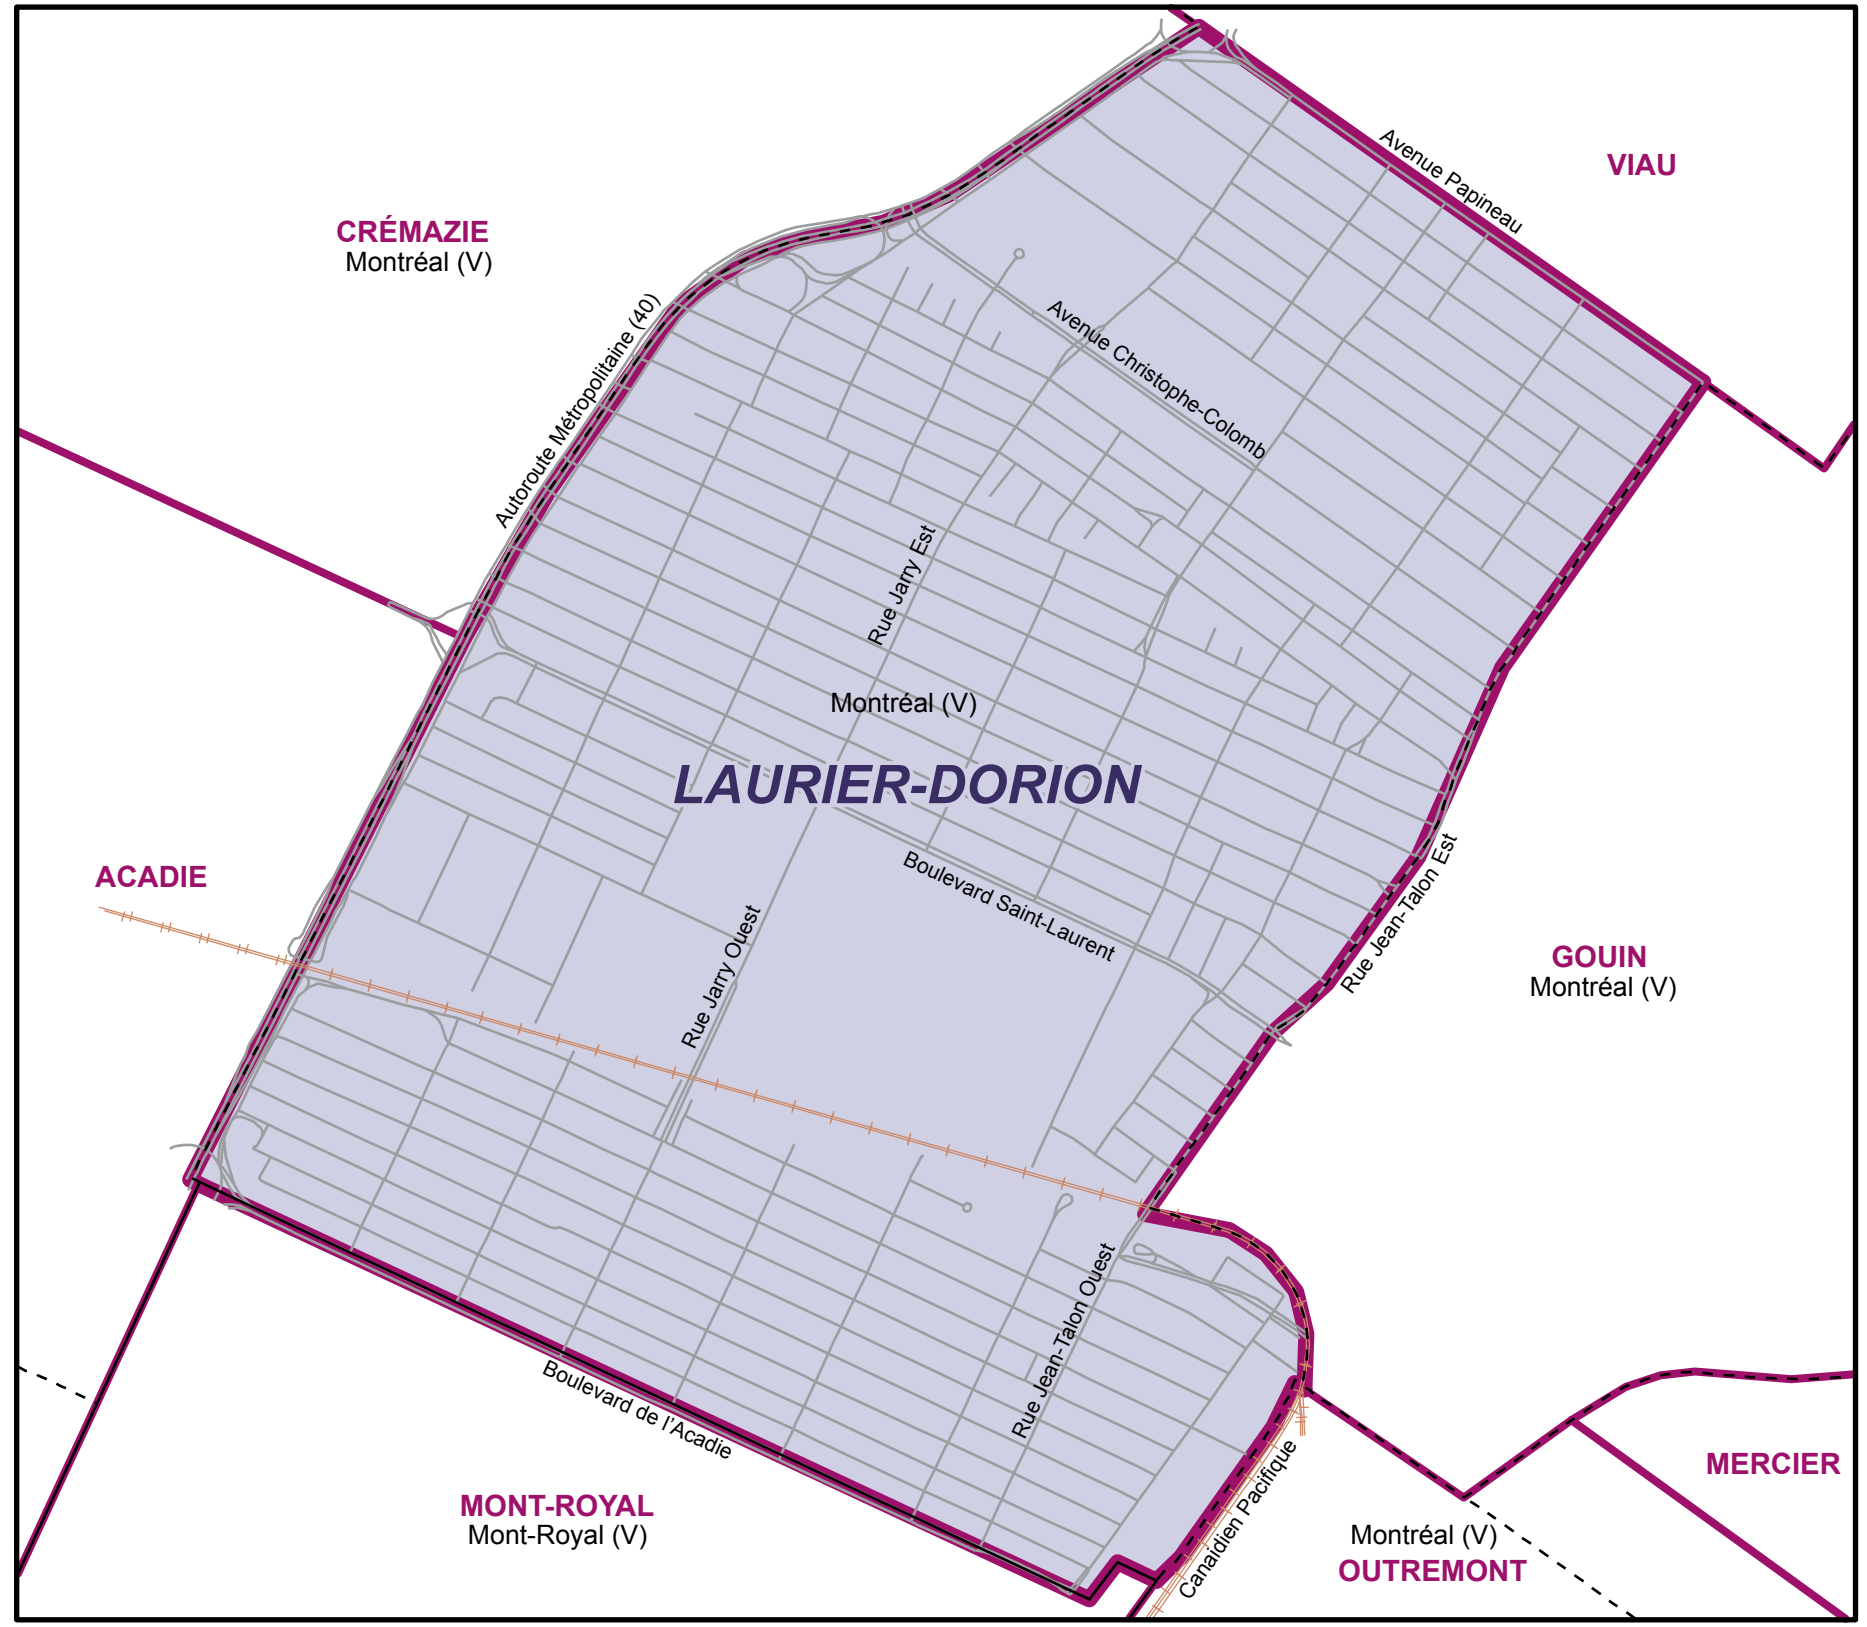 Avenue Papineau
VIAU
CRÉMAZIE
Montréal (V)
Autoroute Métropolitaine (40)
Avenue Christophe-Colomb
Rue Jarry Est
Montréal (V)
LAURIER-DORION
Boulevard Saint-Laurent
Rue Jean-Talon Est
ACADIE
Rue Jarry Ouest
GOUIN
Montréal (V)
Rue Jean-Talon Ouest
Boulevard de l'Acadie
Canaidien Pacifique
MERCIER
MONT-ROYAL
Mont-Royal (V)
Montréal (V)
OUTREMONT